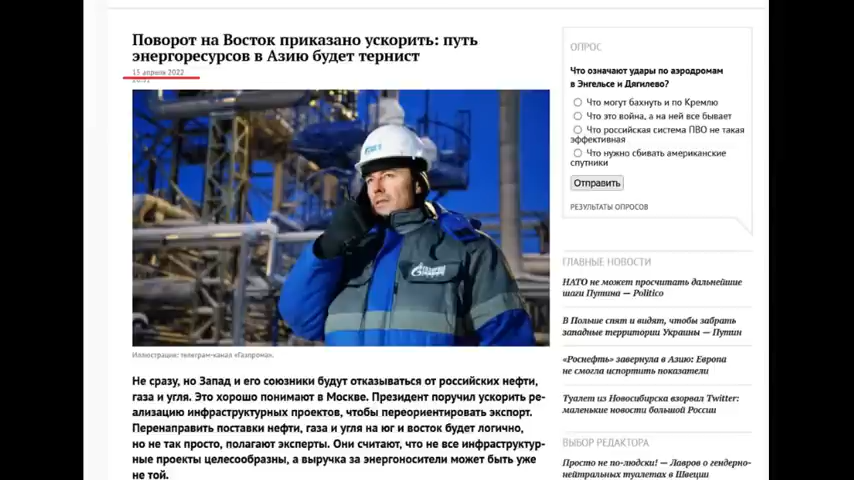 Поворот на Восток приказано ускорить: путь
энергоресурсов в Азию будет тернист
15 апреля 2022
ГАЗПРОМ
Иллюстрация: телеграм-канал «Газпрома».
Не сразу, но Запад и его союзники будут отказываться от российских нефти,
газа и угля. Это хорошо понимают в Москве. Президент поручил ускорить ре-
ализацию инфраструктурных проектов, чтобы переориентировать экспорт.
Перенаправить поставки нефти, газа и угля на юг и восток будет логично,
но не так просто, полагают эксперты. Они считают, что не все инфраструктур-
ные проекты целесообразны, а выручка за энергоносители может быть уже
не той.
ОПРОС
Что означают удары по аэродромам
в Энгельсе и Дягилево?
Что могут бахнуть и по Кремлю
Что это война, а на ней все бывает
Что российская система ПВО не такая
эффективная
Что нужно сбивать американские
спутники
Отправить
РЕЗУЛЬТАТЫ ОПРОСОВ
ГЛАВНЫЕ НОВОСТИ
НАТО не может просчитать дальнейшие
шаги Путина — Politico
В Польше спят и видят, чтобы забрать
западные территории Украины — Путин
«Роснефть» завернула в Азию: Европа
не смогла испортить показатели
Туалет из Новосибирска взорвал Twitter:
маленькие новости большой России
ВЫБОР РЕДАКТОРА
Просто не по-людски! — Лавров о гендерно-
нейтральных туалетах в Швеции